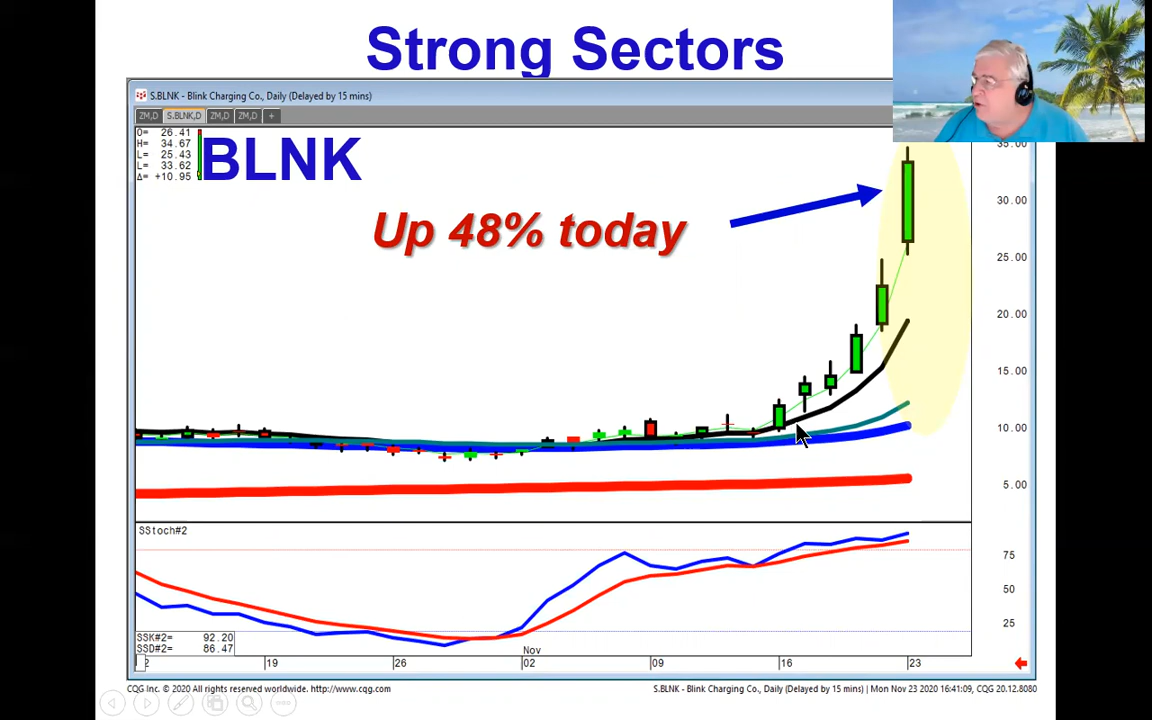 Strong Sectors
S.BLNK - Blink Charging Co., Daily (Delayed by 15 mins)
ZM,D S.BLNK,D ZM,D ZM,D +
O= 26.41
H= 34.67
L= 25.43
L= 33.62
Δ= +10.95
BLNK
Up 48% today
35.00
30.00
25.00
20.00
15.00
10.00
5.00
SStoch#2
75
50
25
SSK#2= 92.20
SSD#2= 86.47
Nov
19 26 02 09 16 23
CQG Inc. © 2020 All rights reserved worldwide. http://www.cqg.com
S.BLNK - Blink Charging Co., Daily (Delayed by 15 mins) | Mon Nov 23 2020 16:41:09, CQG 20.12.8080